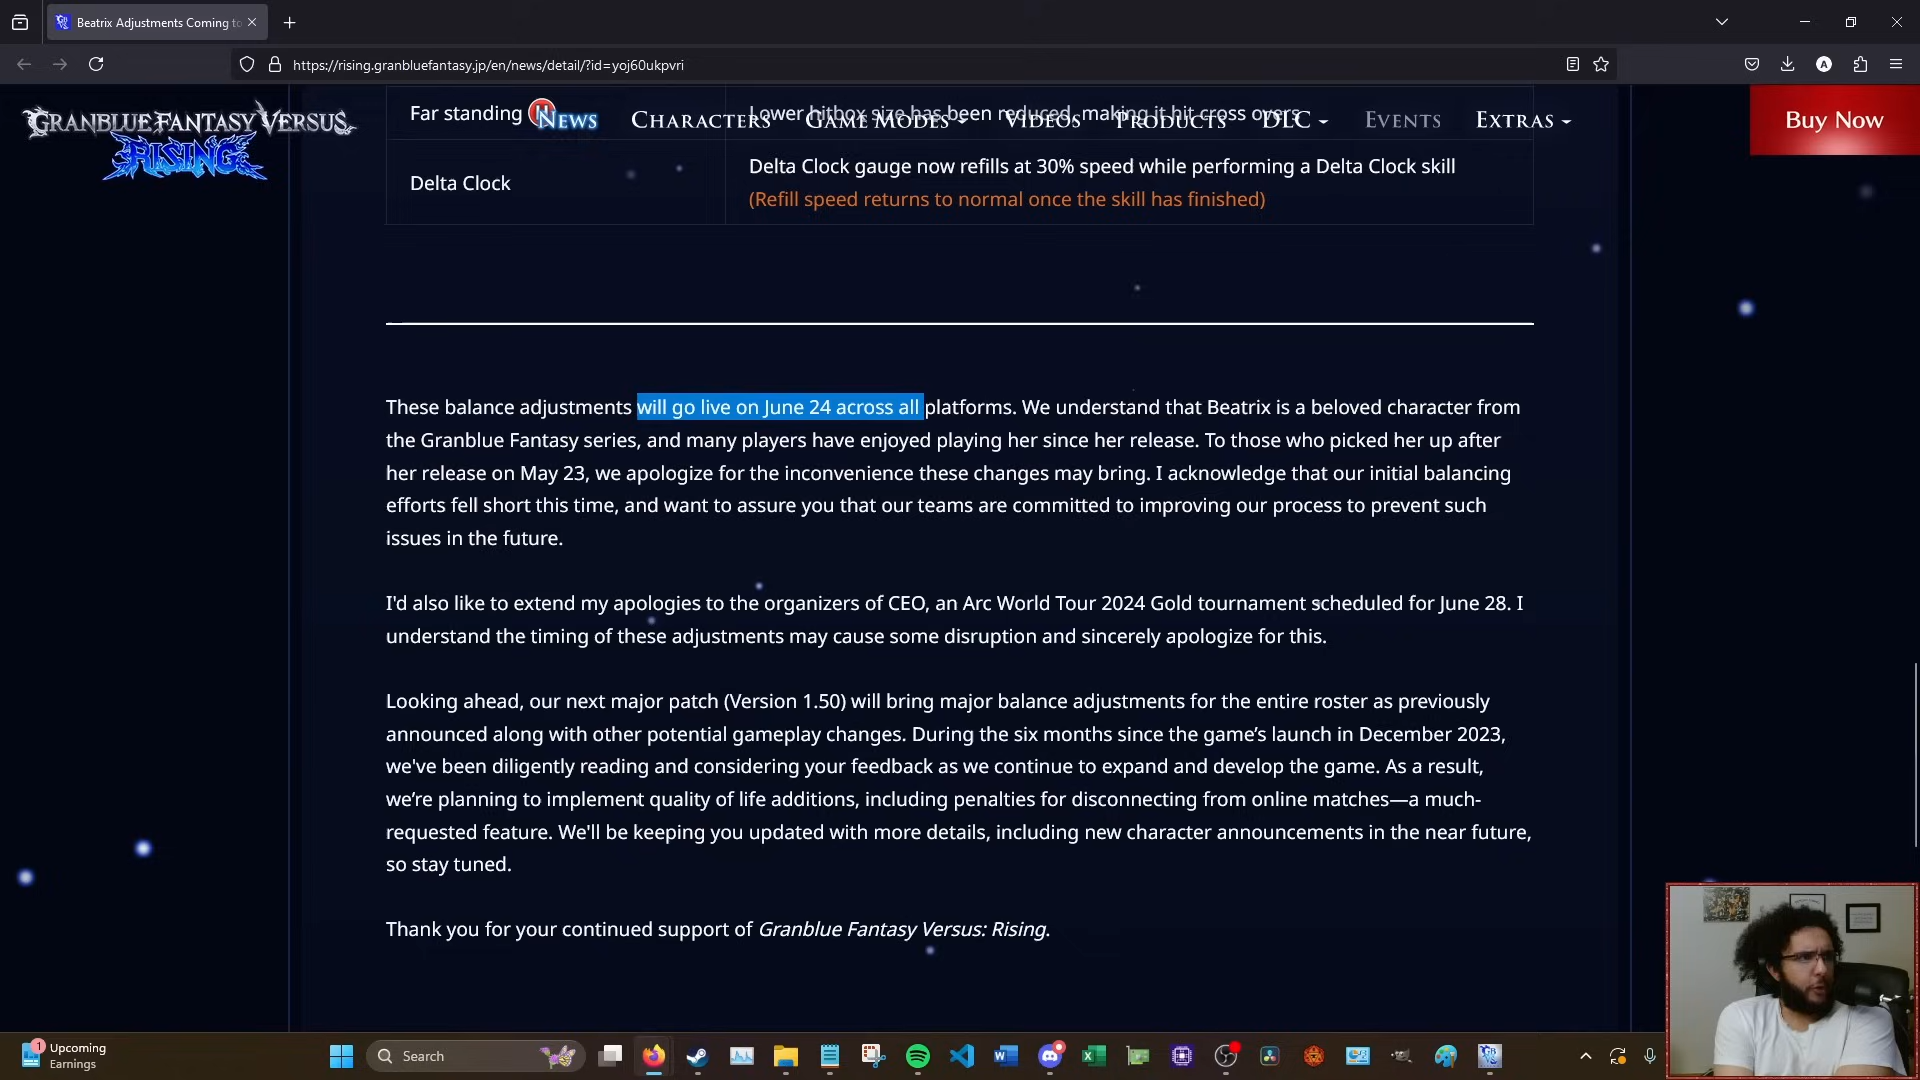 Beatrix Adjustments Coming to
https://rising.granbluefantasy.jp/en/news/detail/?id=yoj60ukpvri
A
GRANBLUE FANTASY VERSUS
RISING
NEWS
CHARACTERS
GAME MODES
VIDEOS
PRODUCTS
DLC
EVENTS
EXTRAS
Buy Now
Far standing H
Lower hitbox size has been reduced, making it hit cross overs
Delta Clock
Delta Clock gauge now refills at 30% speed while performing a Delta Clock skill
(Refill speed returns to normal once the skill has finished)
These balance adjustments will go live on June 24 across all platforms. We understand that Beatrix is a beloved character from
the Granblue Fantasy series, and many players have enjoyed playing her since her release. To those who picked her up after
her release on May 23, we apologize for the inconvenience these changes may bring. I acknowledge that our initial balancing
efforts fell short this time, and want to assure you that our teams are committed to improving our process to prevent such
issues in the future.
I'd also like to extend my apologies to the organizers of CEO, an Arc World Tour 2024 Gold tournament scheduled for June 28. I
understand the timing of these adjustments may cause some disruption and sincerely apologize for this.
Looking ahead, our next major patch (Version 1.50) will bring major balance adjustments for the entire roster as previously
announced along with other potential gameplay changes. During the six months since the game’s launch in December 2023,
we've been diligently reading and considering your feedback as we continue to expand and develop the game. As a result,
we’re planning to implement quality of life additions, including penalties for disconnecting from online matches—a much-
requested feature. We'll be keeping you updated with more details, including new character announcements in the near future,
so stay tuned.
Thank you for your continued support of Granblue Fantasy Versus: Rising.
1
Upcoming
Earnings
Search